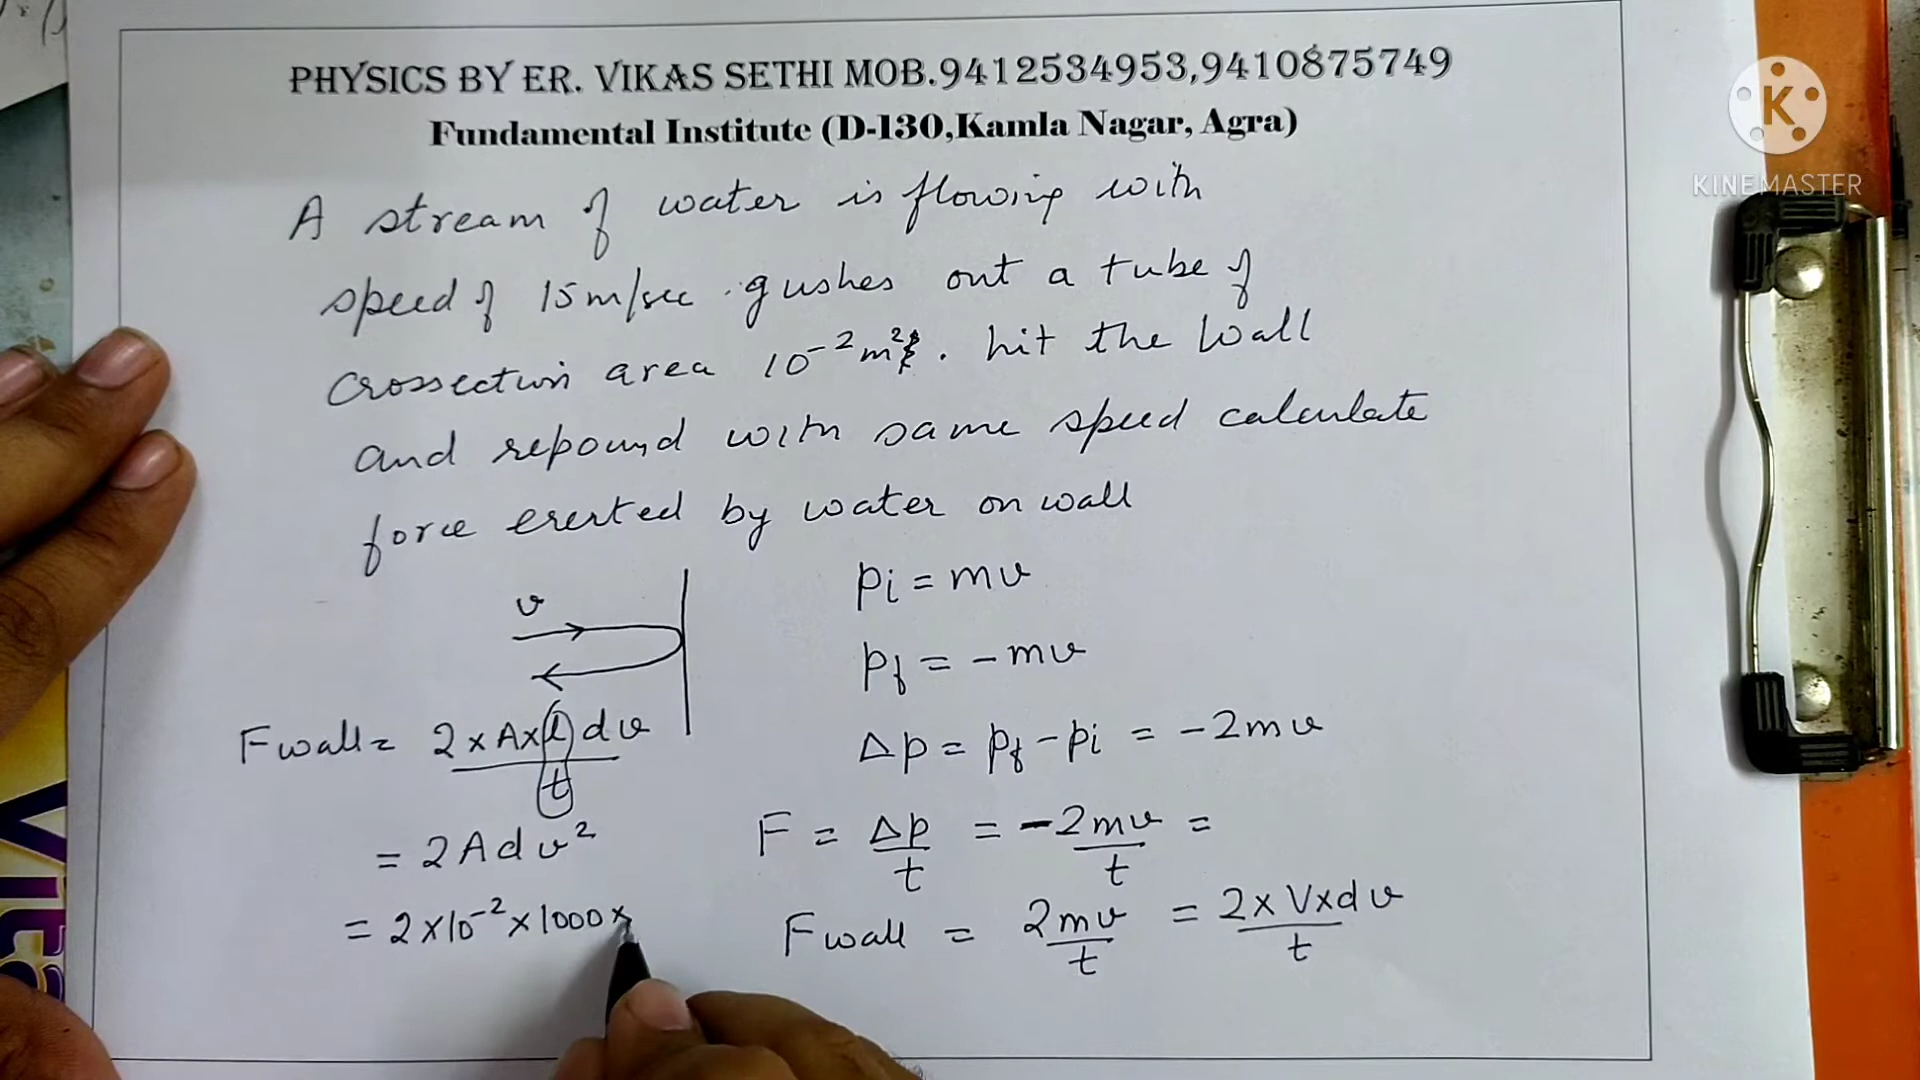 PHYSICS BY ER. VIKAS SETHI MOB.9412534953,9410875749
Fundamental Institute (D-130,Kamla Nagar, Agra)
K
KINEMASTER
A stream of water is flowing with
speed of 15m/sec . gushes out a tube of
crossection area 10⁻² m² . hit the wall
and repound with same speed calculate
force exerted by water on wall
v
pi = mv
pf = -mv
Δp = pf - pi = -2mv
F = Δp/t = -2mv/t =
Fwall = 2mv/t = 2×V×dv/t
Fwall = 2×A×(l)dv/t
= 2Adv²
= 2×10⁻²×1000×